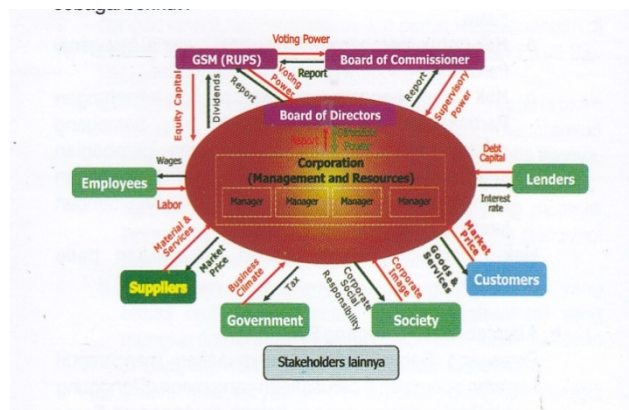 Voting Power
GSM (RUPS)
Board of Commissioner
Report
Voting
Power
Report
Equity Capital
Dividends
Report
Supervisory
Power
Board of Directors
Report
Direction
Power
Corporation
(Management and Resources)
Manager
Manager
Manager
Manager
Wages
Employees
Labor
Debt
Capital
Lenders
Interest
rate
Material &
Services
Market
Price
Suppliers
Business
Climate
Tax
Government
Corporate
Social
Responsibility
Corporate
Image
Society
Market
Price
Goods &
Services
Customers
Stakeholders lainnya